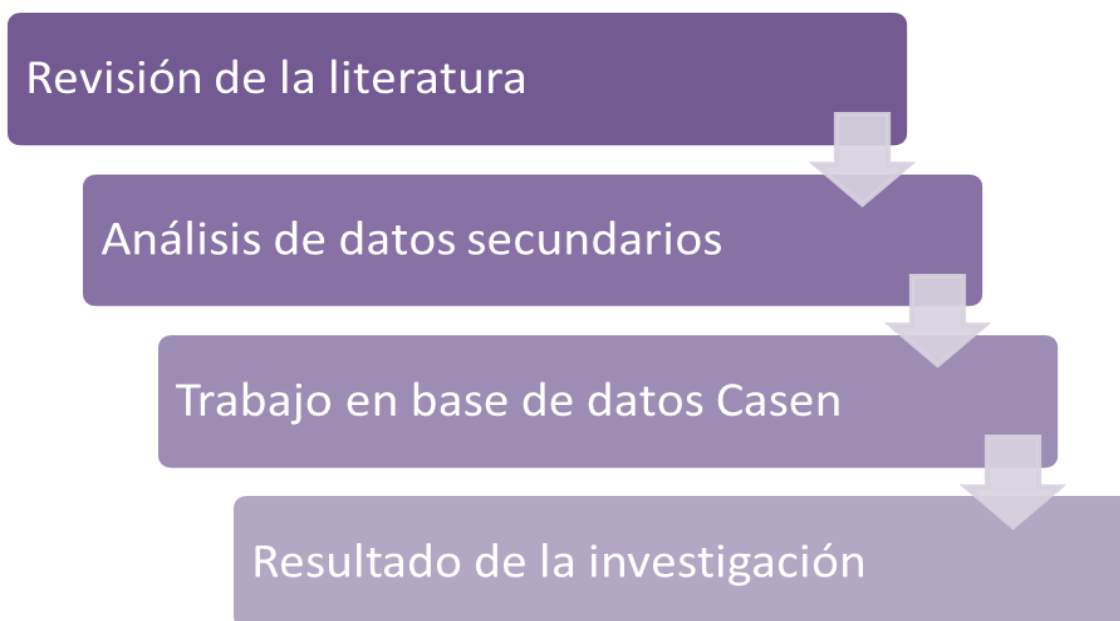 Revisión de la literatura
Análisis de datos secundarios
Trabajo en base de datos Casen
Resultado de la investigación